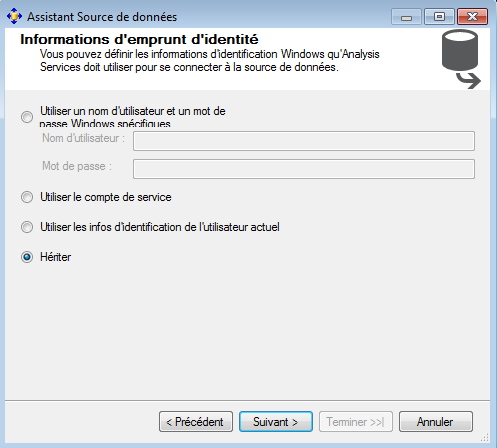 Assistant Source de données
Informations d'emprunt d'identité
Vous pouvez définir les informations d'identification Windows qu'Analysis
Services doit utiliser pour se connecter à la source de données.
Utiliser un nom d'utilisateur et un mot de
passe Windows spécifiques
Nom d'utilisateur :
Mot de passe :
Utiliser le compte de service
Utiliser les infos d'identification de l'utilisateur actuel
Hériter
< Précédent
Suivant >
Terminer >>|
Annuler